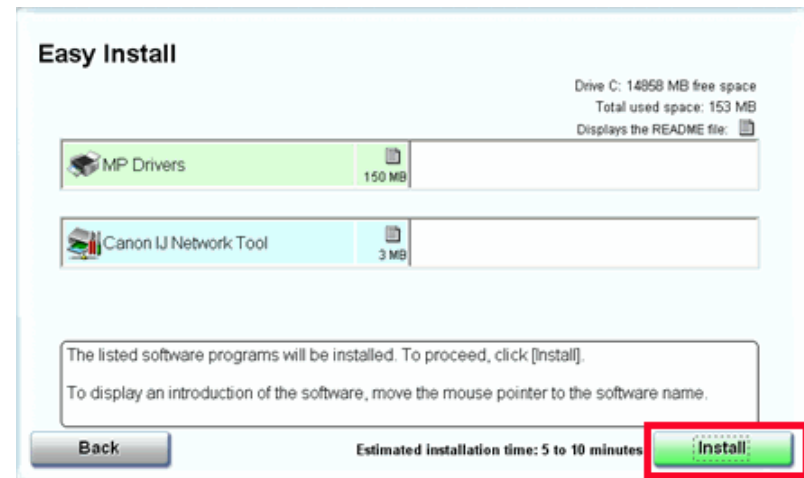 Easy Install
Drive C: 14958 MB free space
Total used space: 153 MB
Displays the README file:
MP Drivers
150 MB
Canon IJ Network Tool
3 MB
The listed software programs will be installed. To proceed, click [Install].
To display an introduction of the software, move the mouse pointer to the software name.
Back
Estimated installation time: 5 to 10 minutes
Install